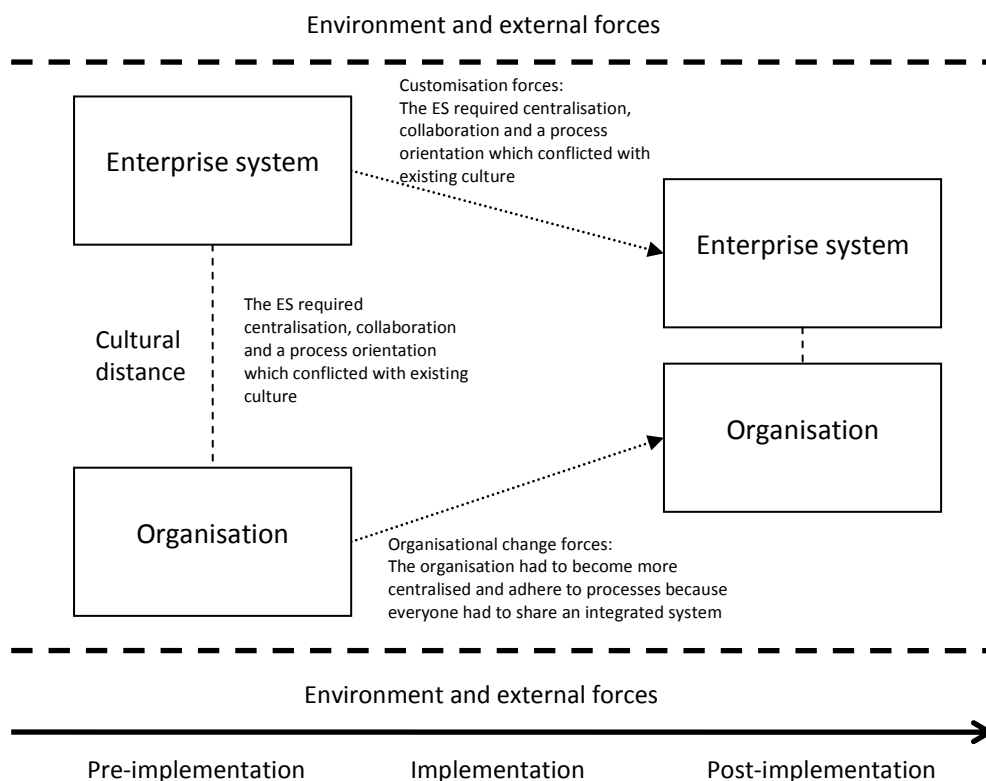 Environment and external forces
Customisation forces:
The ES required centralisation,
collaboration and a process
orientation which conflicted with
existing culture
Enterprise system
Enterprise system
The ES required
centralisation, collaboration
and a process orientation
which conflicted with existing
culture
Cultural
distance
Organisation
Organisation
Organisational change forces:
The organisation had to become more
centralised and adhere to processes because
everyone had to share an integrated system
Environment and external forces
Pre-implementation
Implementation
Post-implementation